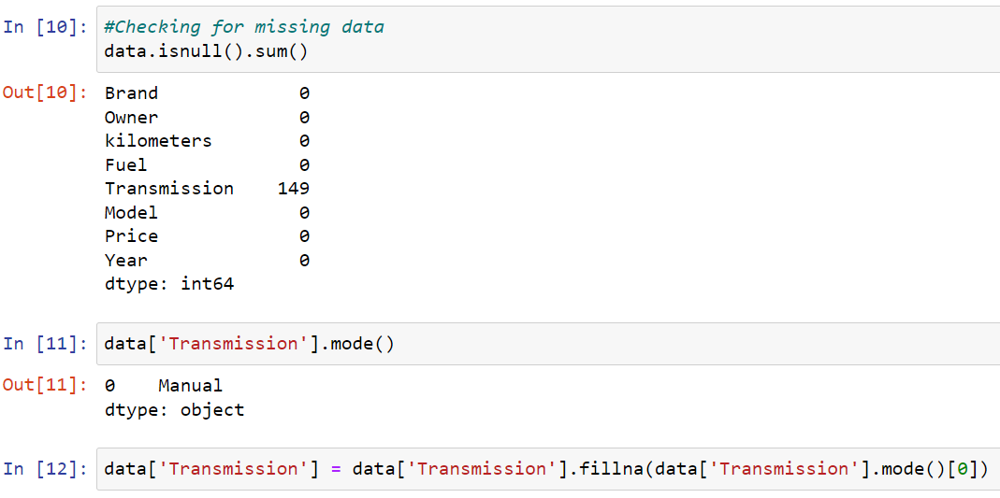 In [10]: #Checking for missing data
data.isnull().sum()
Out[10]: Brand 0
Owner 0
kilometers 0
Fuel 0
Transmission 149
Model 0
Price 0
Year 0
dtype: int64
In [11]: data['Transmission'].mode()
Out[11]: 0 Manual
dtype: object
In [12]: data['Transmission'] = data['Transmission'].fillna(data['Transmission'].mode()[0])